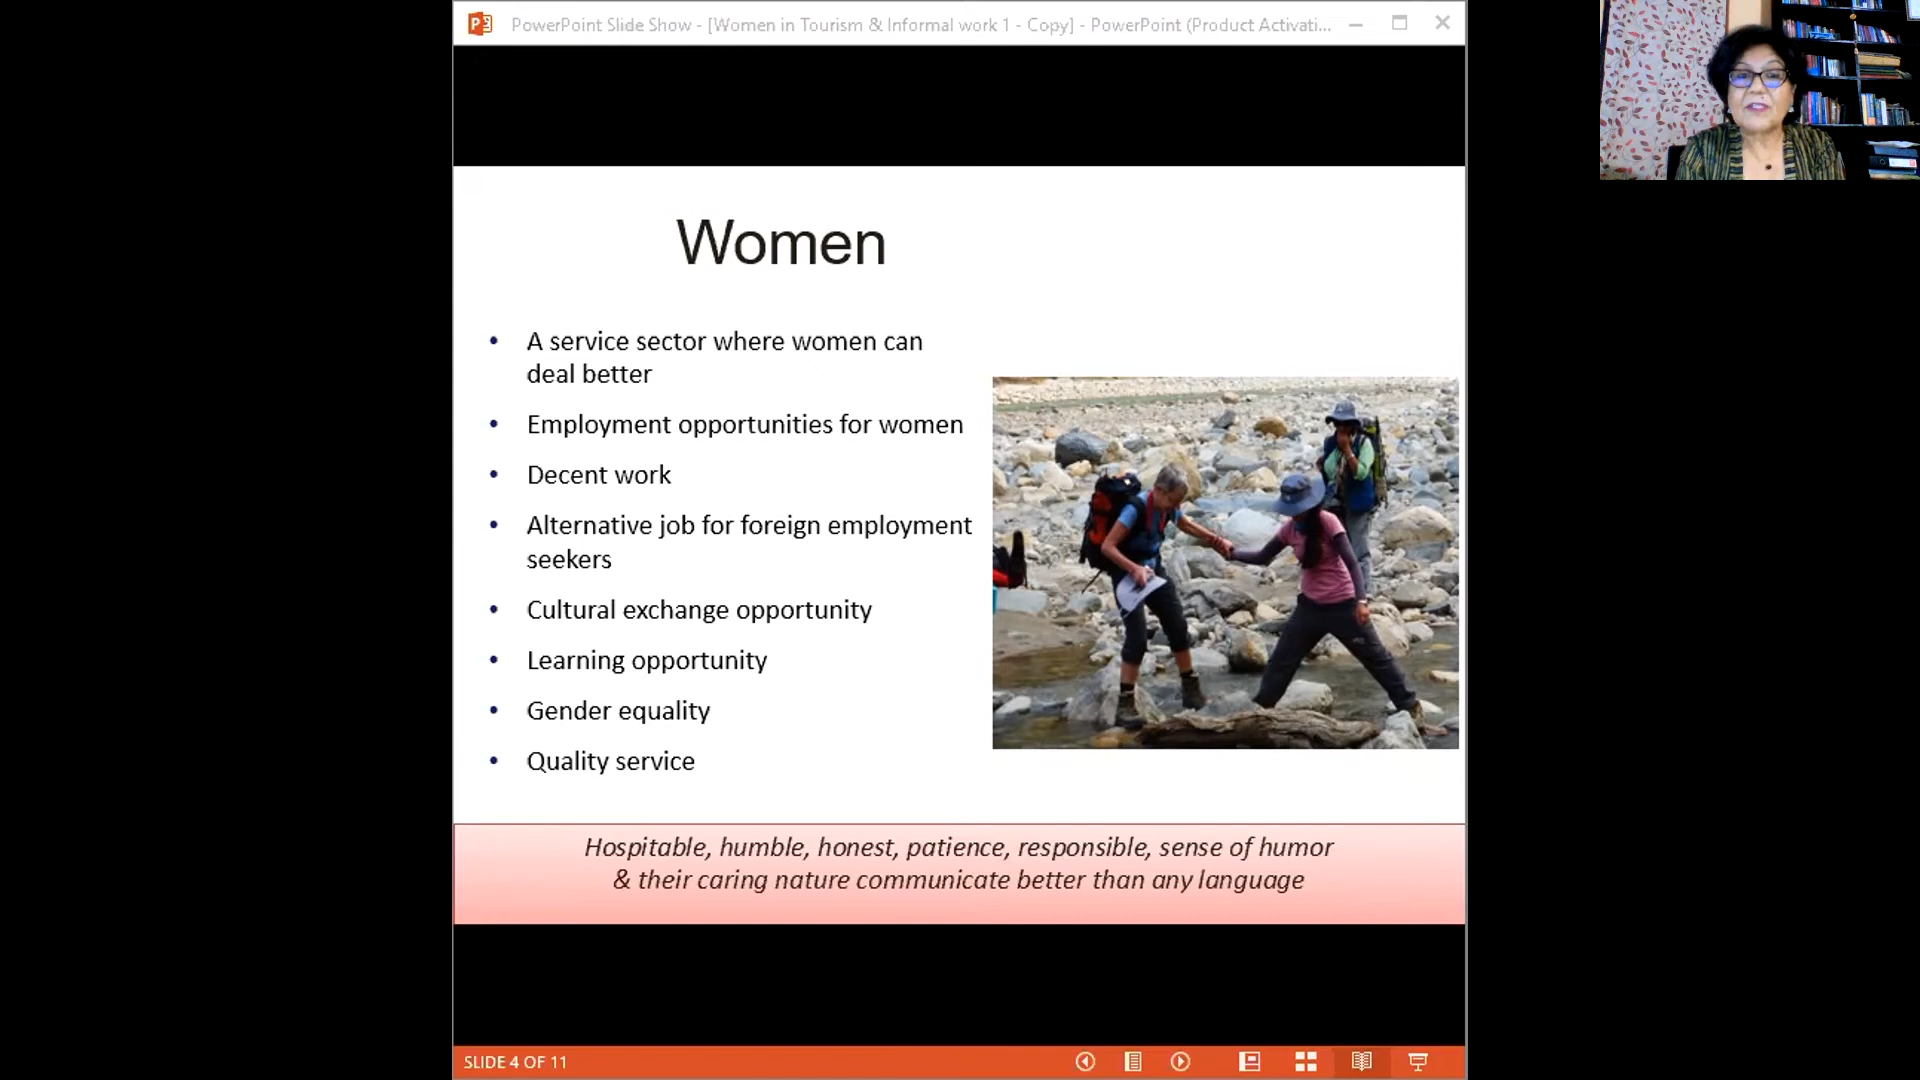 PowerPoint Slide Show - [Women in Tourism & Informal work 1 - Copy] - PowerPoint (Product Activati...
Women
• A service sector where women can
deal better
• Employment opportunities for women
• Decent work
• Alternative job for foreign employment
seekers
• Cultural exchange opportunity
• Learning opportunity
• Gender equality
• Quality service
Hospitable, humble, honest, patience, responsible, sense of humor
& their caring nature communicate better than any language
SLIDE 4 OF 11